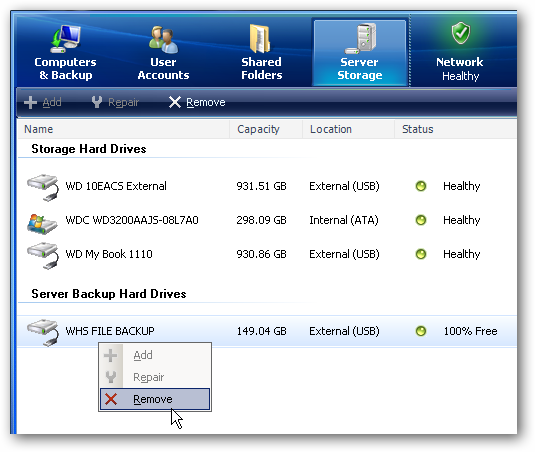 Computers & Backup
User Accounts
Shared Folders
Server Storage
Network
Healthy
Add Repair Remove
Name Capacity Location Status
Storage Hard Drives
WD 10EACS External 931.51 GB External (USB) Healthy
WDC WD3200AAJS-08L7A0 298.09 GB Internal (ATA) Healthy
WD My Book 1110 930.86 GB External (USB) Healthy
Server Backup Hard Drives
WHS FILE BACKUP 149.04 GB External (USB) 100% Free
Add
Repair
Remove